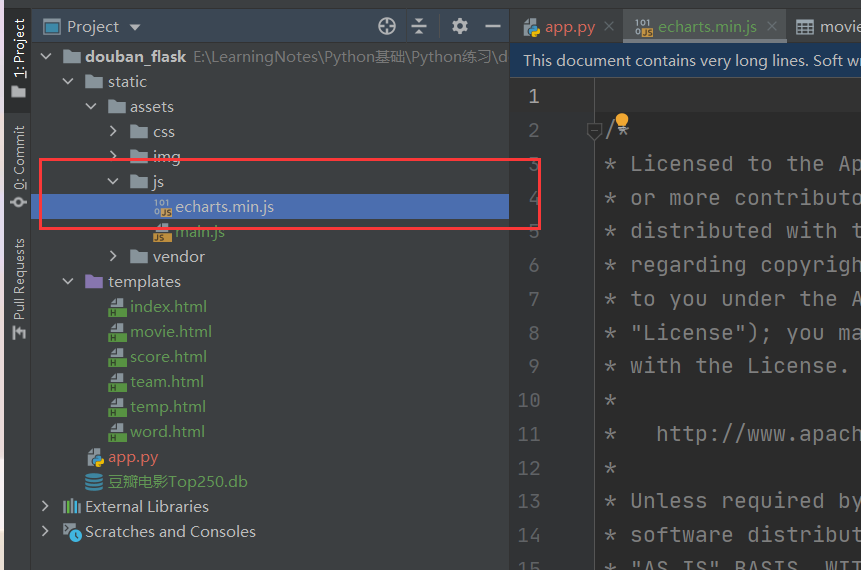 Project
app.py
echarts.min.js
movie
1: Project
0: Commit
Pull Requests
douban_flask E:\LearningNotes\Python基础\Python练习\d
static
assets
css
img
js
echarts.min.js
main.js
vendor
templates
index.html
movie.html
score.html
team.html
temp.html
word.html
app.py
豆瓣电影Top250.db
External Libraries
Scratches and Consoles
This document contains very long lines. Soft wr
1
2 /*
3 * Licensed to the Ap
4 * or more contributo
5 * distributed with t
6 * regarding copyrigh
7 * to you under the A
8 * "License"); you ma
9 * with the License.
10 *
11 * http://www.apach
12 *
13 * Unless required by
14 * software distribut
15 * "AS IS" BASIS, WIT